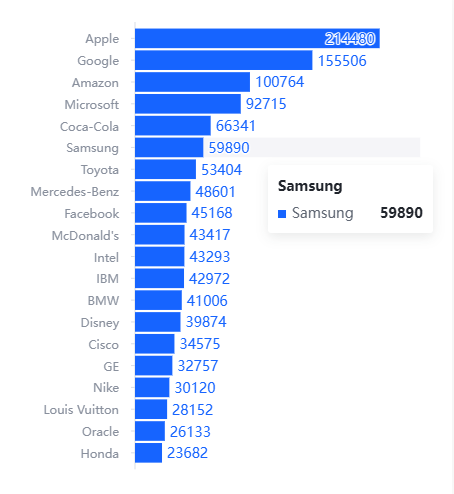 Apple 214480
Google 155506
Amazon 100764
Microsoft 92715
Coca-Cola 66341
Samsung 59890
Toyota 53404
Mercedes-Benz 48601
Facebook 45168
McDonald's 43417
Intel 43293
IBM 42972
BMW 41006
Disney 39874
Cisco 34575
GE 32757
Nike 30120
Louis Vuitton 28152
Oracle 26133
Honda 23682
Samsung
Samsung 59890